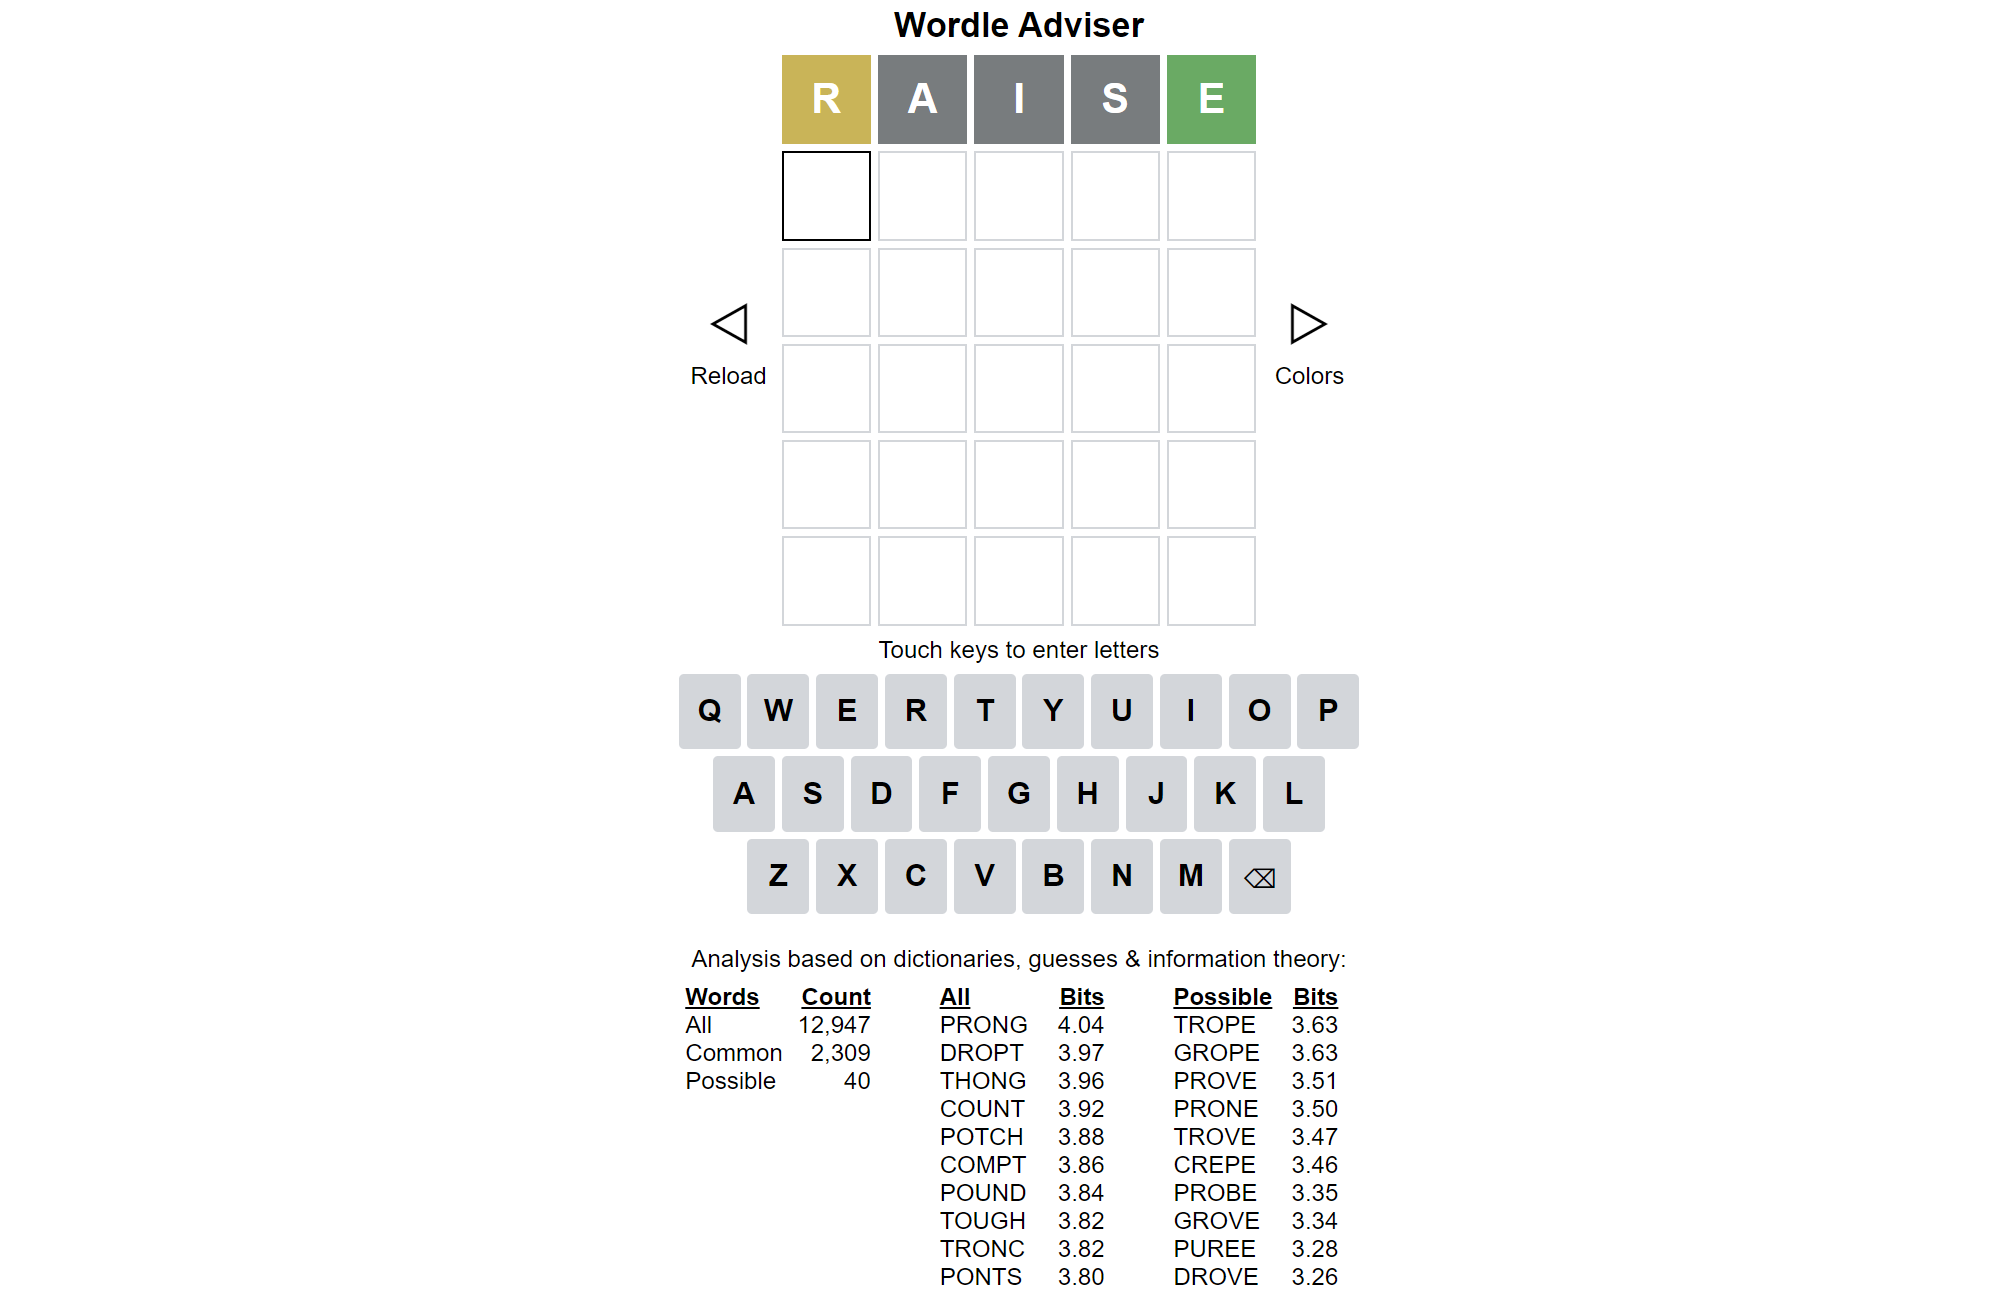 Wordle Adviser
R A I S E
Reload
Colors
Touch keys to enter letters
Q W E R T Y U I O P
A S D F G H J K L
Z X C V B N M ⌫
Analysis based on dictionaries, guesses & information theory:
Words Count All Bits Possible Bits
All 12,947 PRONG 4.04 TROPE 3.63
Common 2,309 DROPT 3.97 GROPE 3.63
Possible 40 THONG 3.96 PROVE 3.51
COUNT 3.92 PRONE 3.50
POTCH 3.88 TROVE 3.47
COMPT 3.86 CREPE 3.46
POUND 3.84 PROBE 3.35
TOUGH 3.82 GROVE 3.34
TRONC 3.82 PUREE 3.28
PONTS 3.80 DROVE 3.26